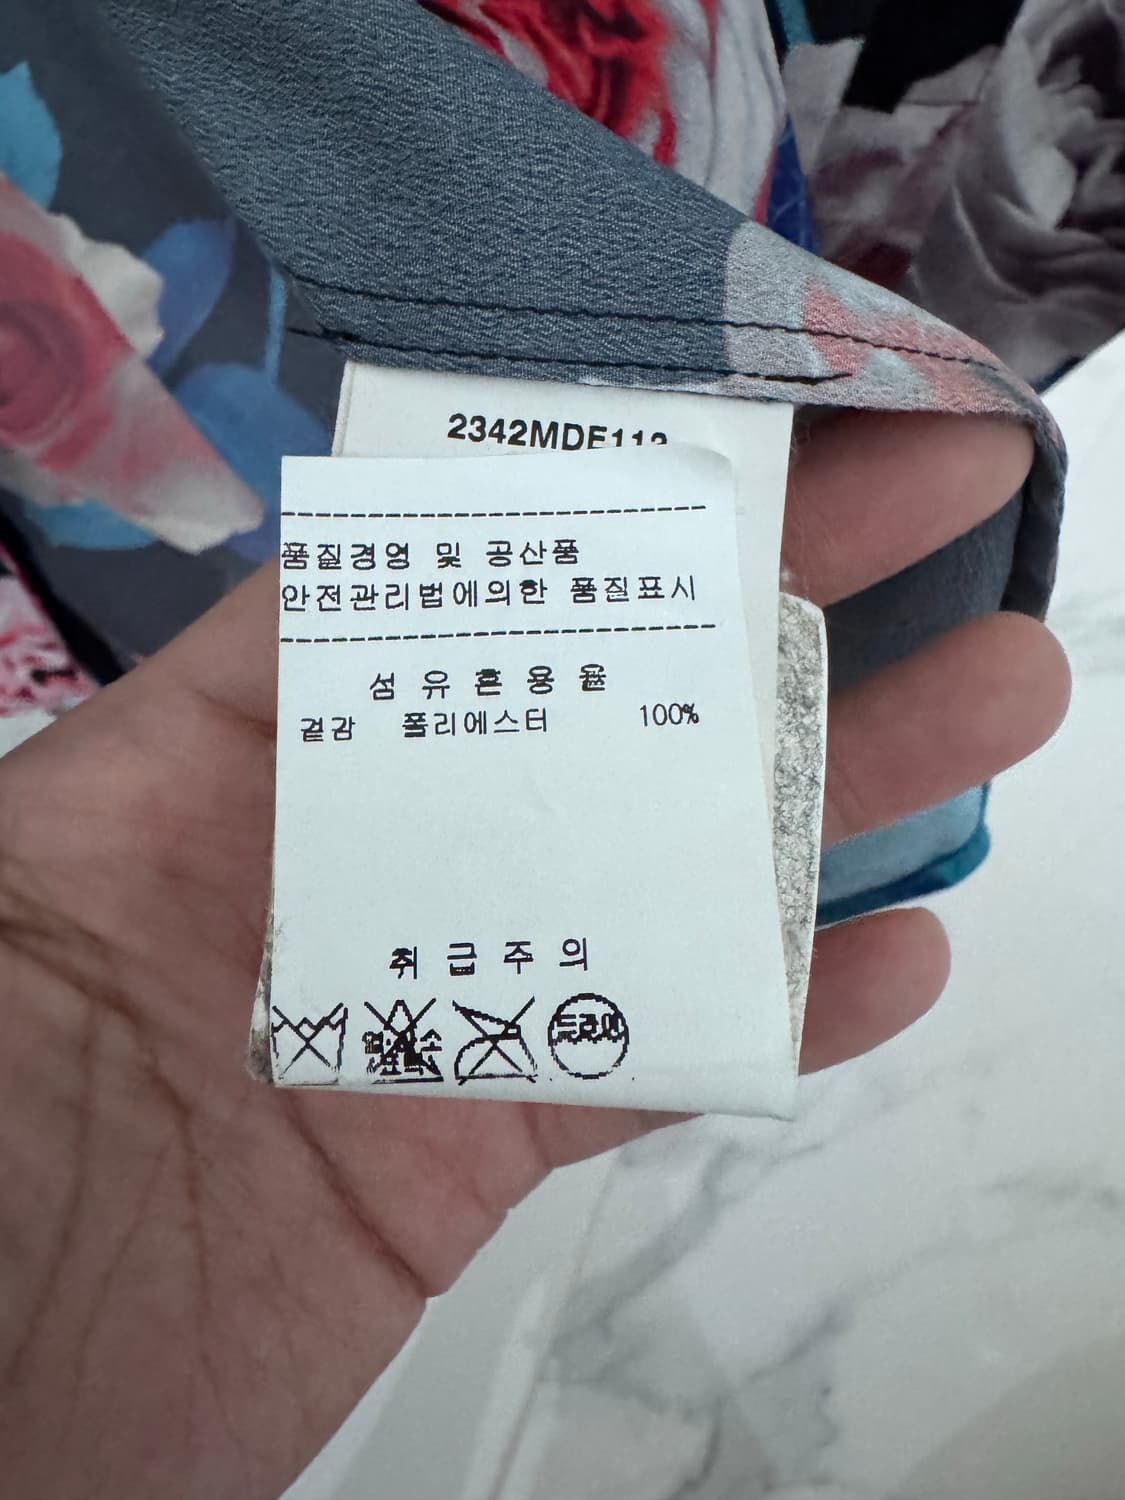 2342MDE112
품질경영 및 공산품
안전관리법에의한 품질표시
섬유혼용율
겉감 폴리에스터 100%
취급주의
드라이